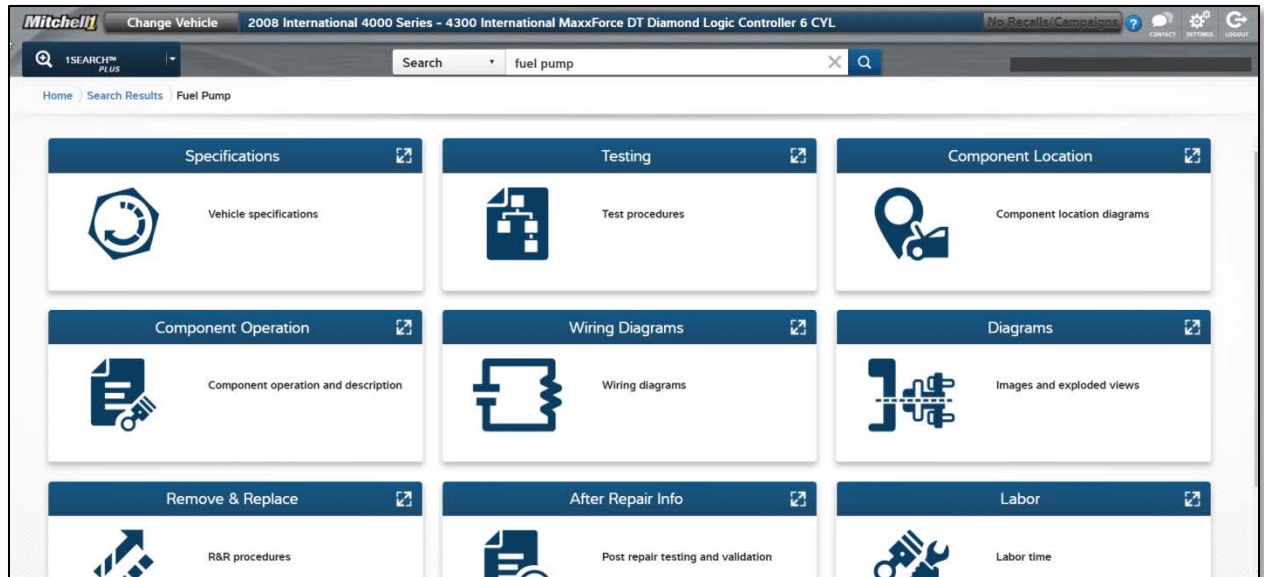 Mitchell1 Change Vehicle 2008 International 4000 Series – 4300 International MaxxForce DT Diamond Logic Controller 6 CYL No Recalls/Campaigns ? CONTACT SETTINGS LOGOUT
1SEARCH™ PLUS Search fuel pump
Home Search Results Fuel Pump
Specifications Testing Component Location
Vehicle specifications Test procedures Component location diagrams
Component Operation Wiring Diagrams Diagrams
Component operation and description Wiring diagrams Images and exploded views
Remove & Replace After Repair Info Labor
R&R procedures Post repair testing and validation Labor time